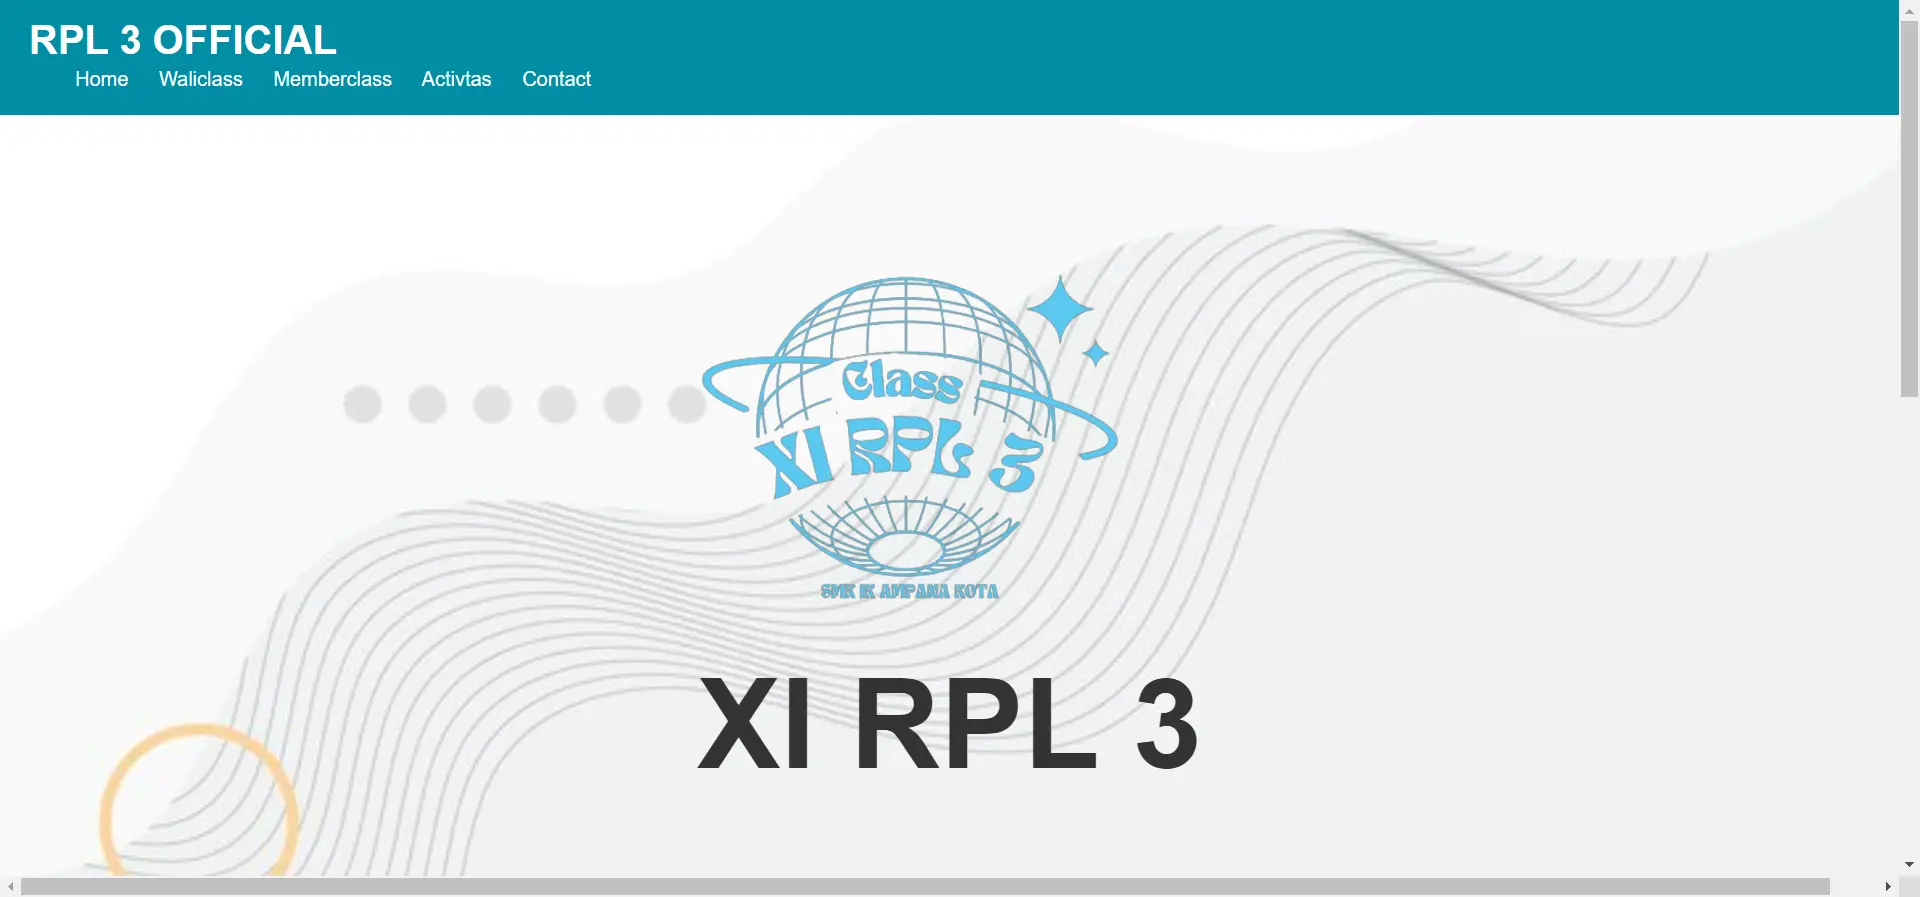 RPL 3 OFFICIAL
Home Waliclass Memberclass Activtas Contact
Class
XI RPL 3
SMK IK AMPANA KOTA
XI RPL 3